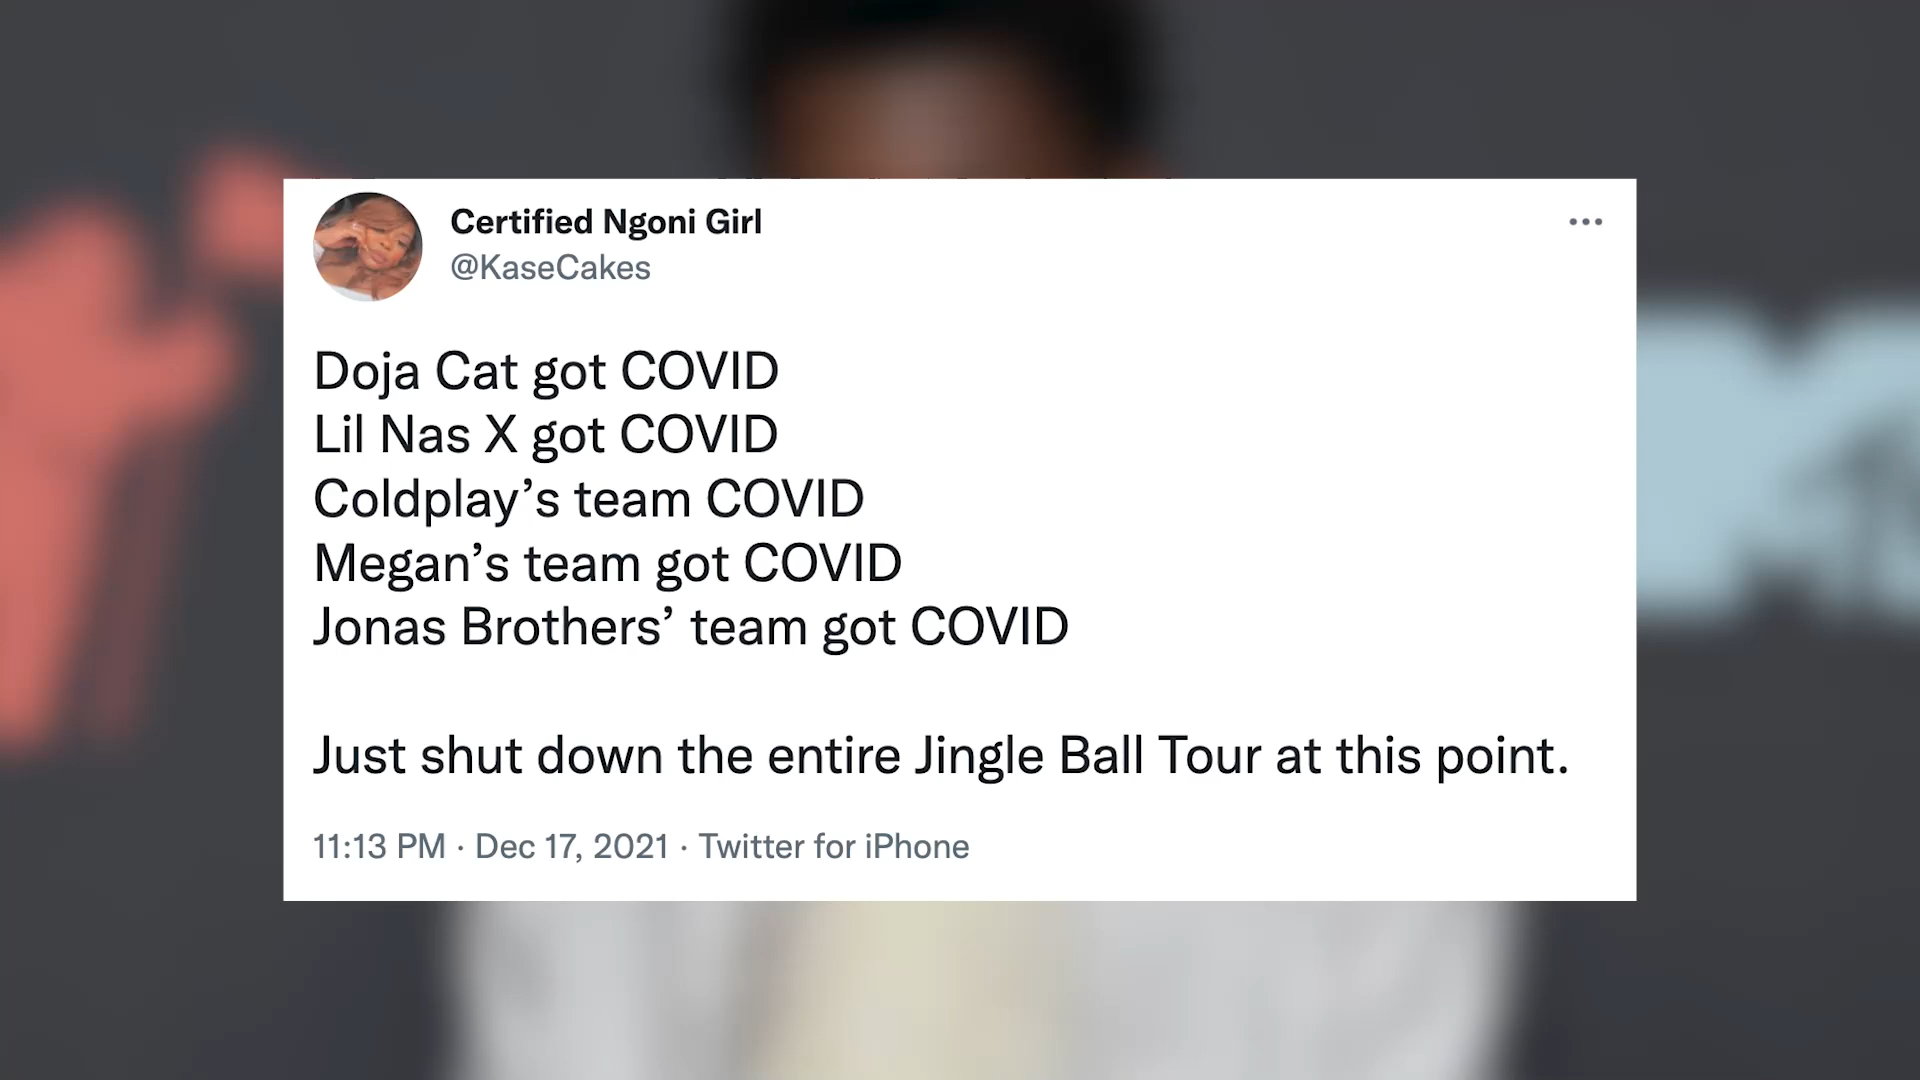 Certified Ngoni Girl
@KaseCakes
Doja Cat got COVID
Lil Nas X got COVID
Coldplay’s team COVID
Megan’s team got COVID
Jonas Brothers’ team got COVID
Just shut down the entire Jingle Ball Tour at this point.
11:13 PM · Dec 17, 2021 · Twitter for iPhone